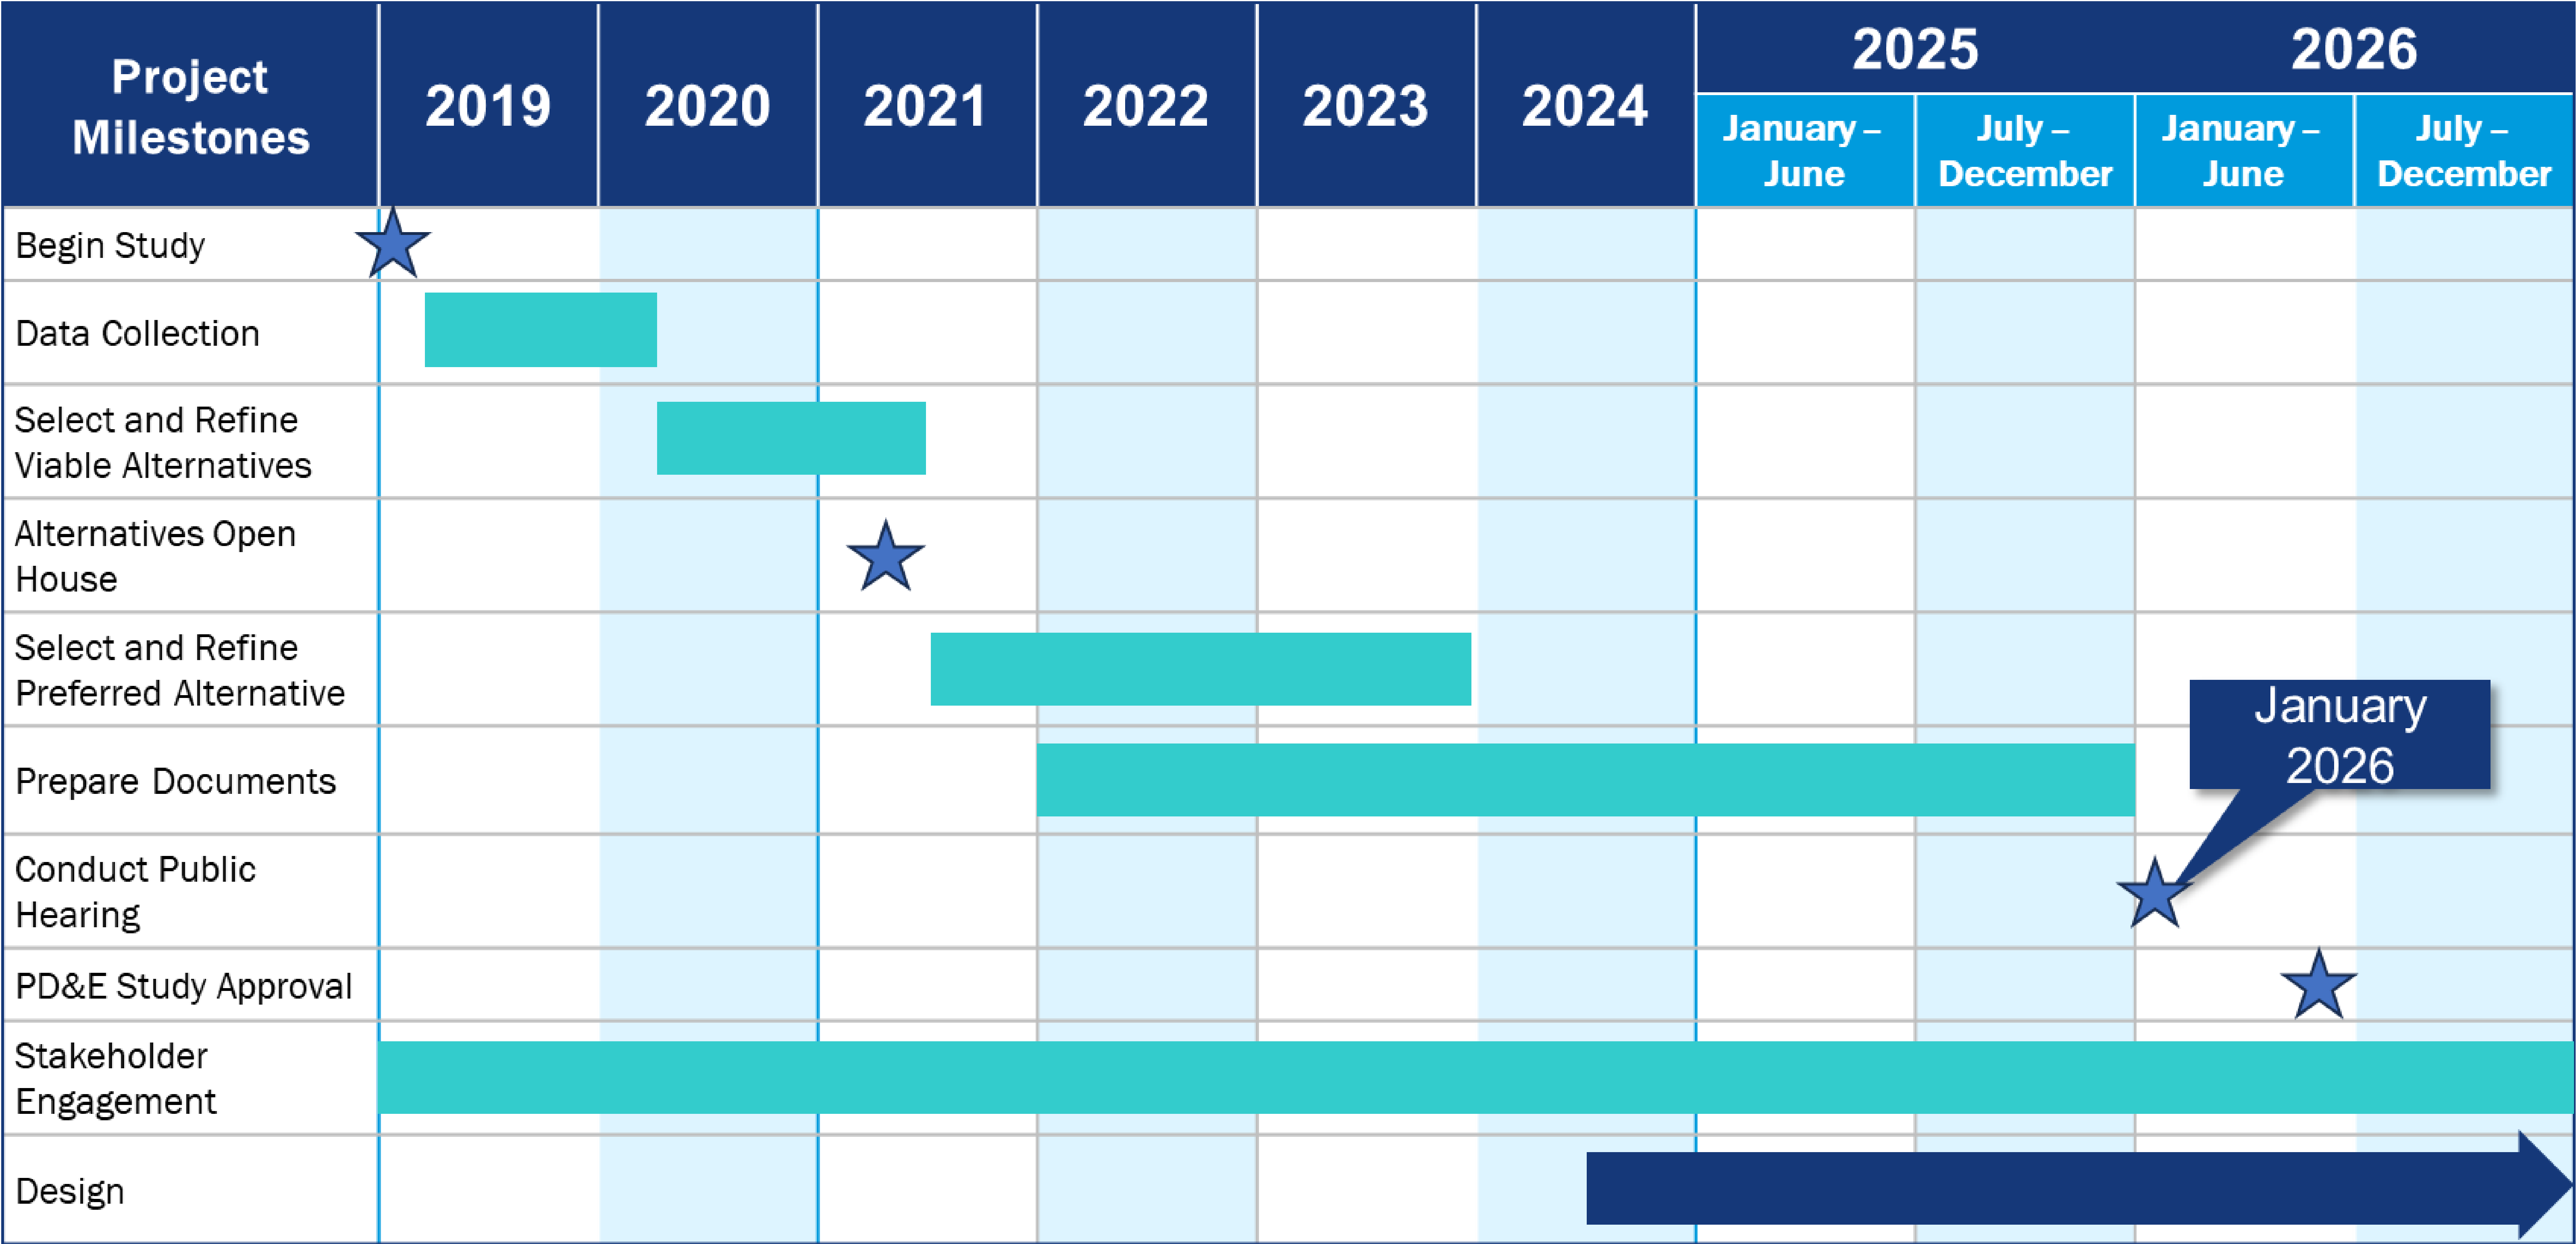 Project
Milestones
2019
2020
2021
2022
2023
2024
2025
2026
January –
June
July –
December
January –
June
July –
December
Begin Study
Data Collection
Select and Refine
Viable Alternatives
Alternatives Open
House
Select and Refine
Preferred Alternative
January
2026
Prepare Documents
Conduct Public
Hearing
PD&E Study Approval
Stakeholder
Engagement
Design